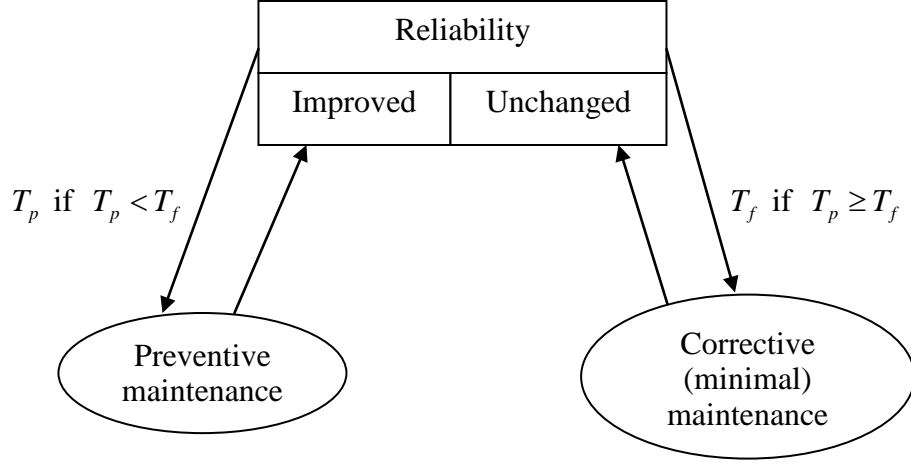 Reliability
Improved
Unchanged
T_p if T_p < T_f
T_f if T_p ≥ T_f
Preventive
maintenance
Corrective
(minimal)
maintenance